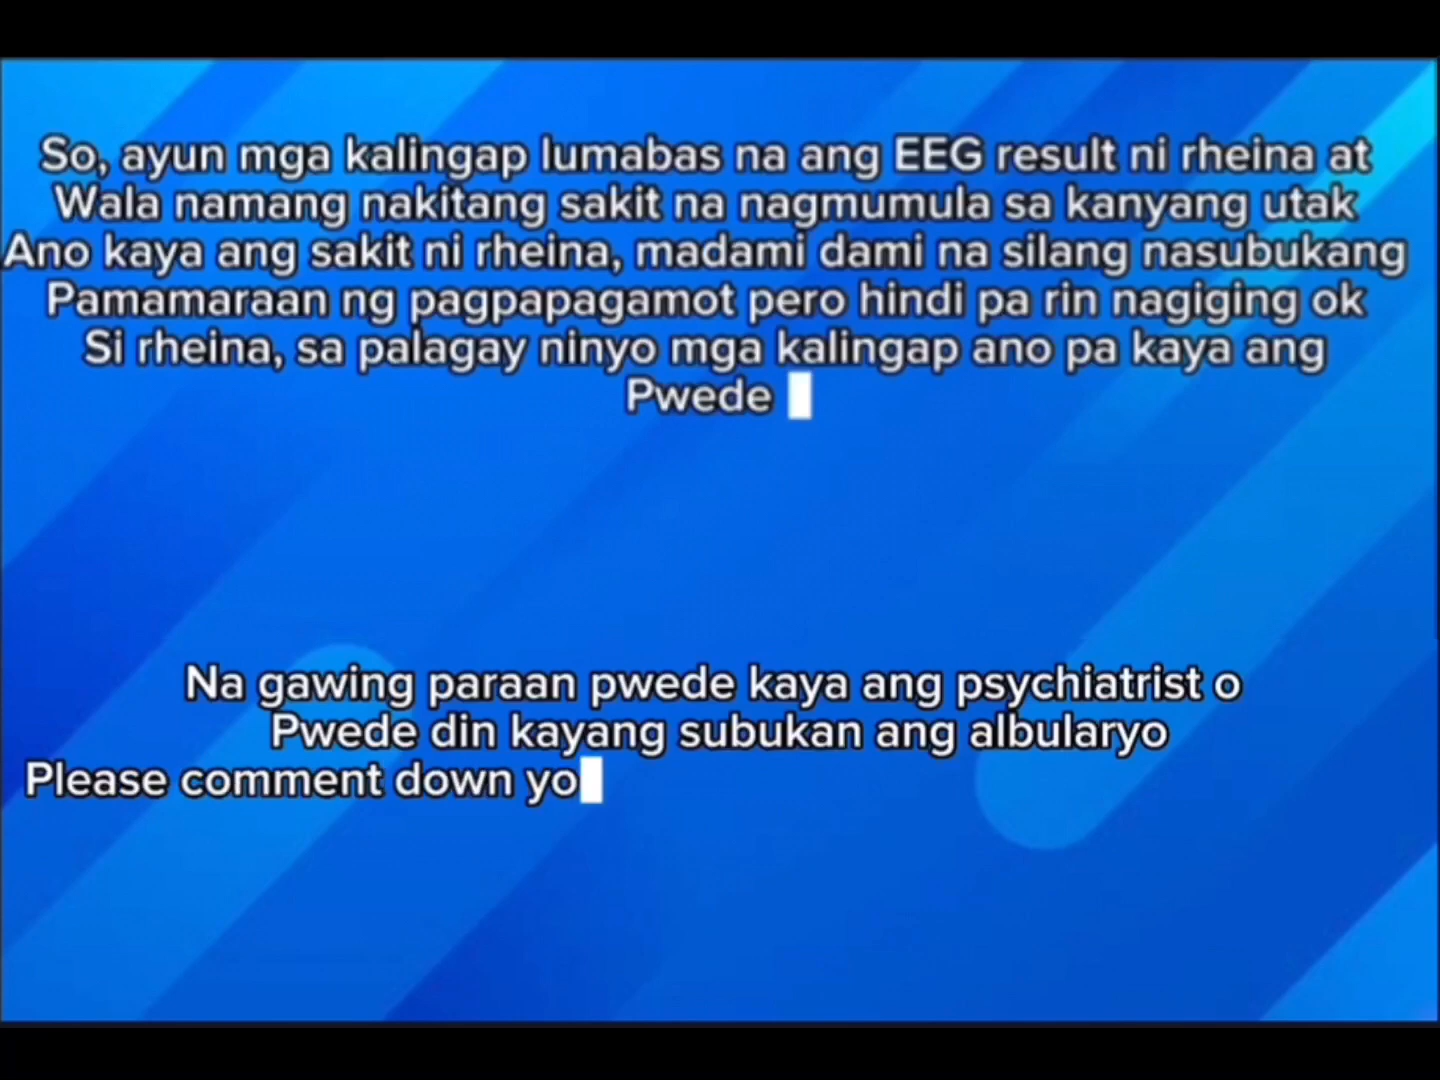 So, ayun mga kalingap lumabas na ang EEG result ni rheina at
Wala namang nakitang sakit na nagmumula sa kanyang utak
Ano kaya ang sakit ni rheina, madami dami na silang nasubukang
Pamamaraan ng pagpapagamot pero hindi pa rin nagiging ok
Si rheina, sa palagay ninyo mga kalingap ano pa kaya ang
Pwede
Na gawing paraan pwede kaya ang psychiatrist o
Pwede din kayang subukan ang albularyo
Please comment down yo